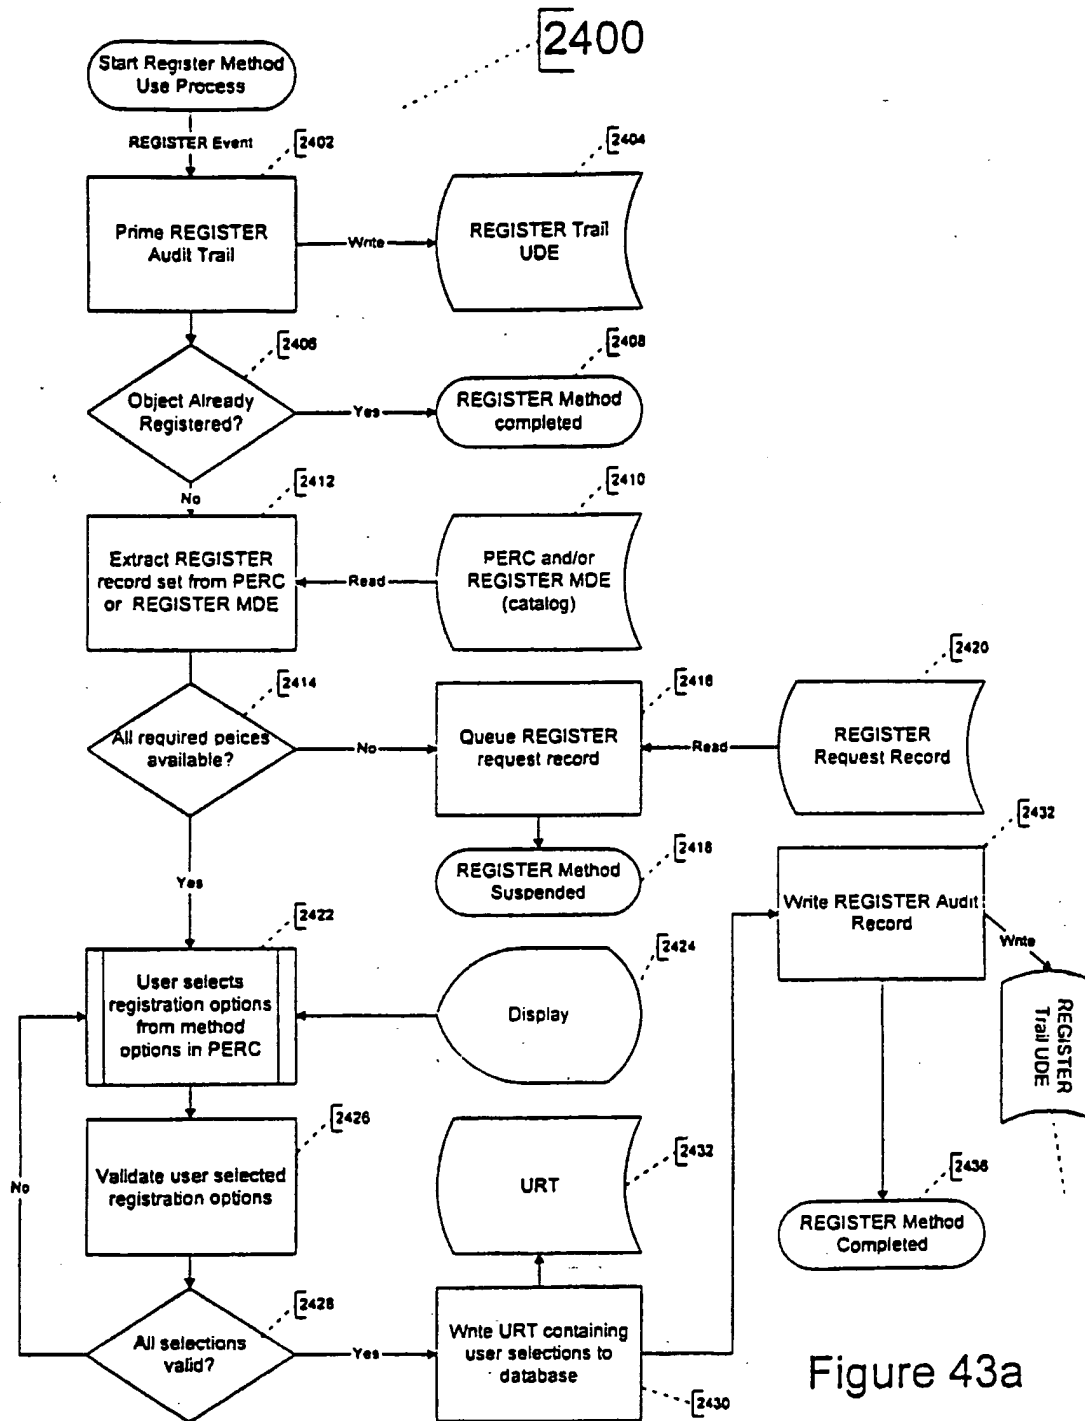 2400
Start Register Method
Use Process
REGISTER Event
2402
2404
Prime REGISTER
Audit Trail
Write
REGISTER Trail
UDE
2406
2408
Object Already
Registered?
Yes
REGISTER Method
completed
No
2412
2410
Extract REGISTER
record set from PERC
or REGISTER MDE
Read
PERC and/or
REGISTER MDE
(catalog)
2414
2416
2420
All required peices
available?
No
Queue REGISTER
request record
Read
REGISTER
Request Record
2418
REGISTER Method
Suspended
2432
Yes
Write REGISTER Audit
Record
Write
REGISTER
Trail UDE
2422
2424
User selects
registration options
from method
options in PERC
Display
2426
2432
Validate user selected
registration options
URT
No
2436
REGISTER Method
Completed
2428
All selections
valid?
Yes
Write URT containing
user selections to
database
2430
Figure 43a